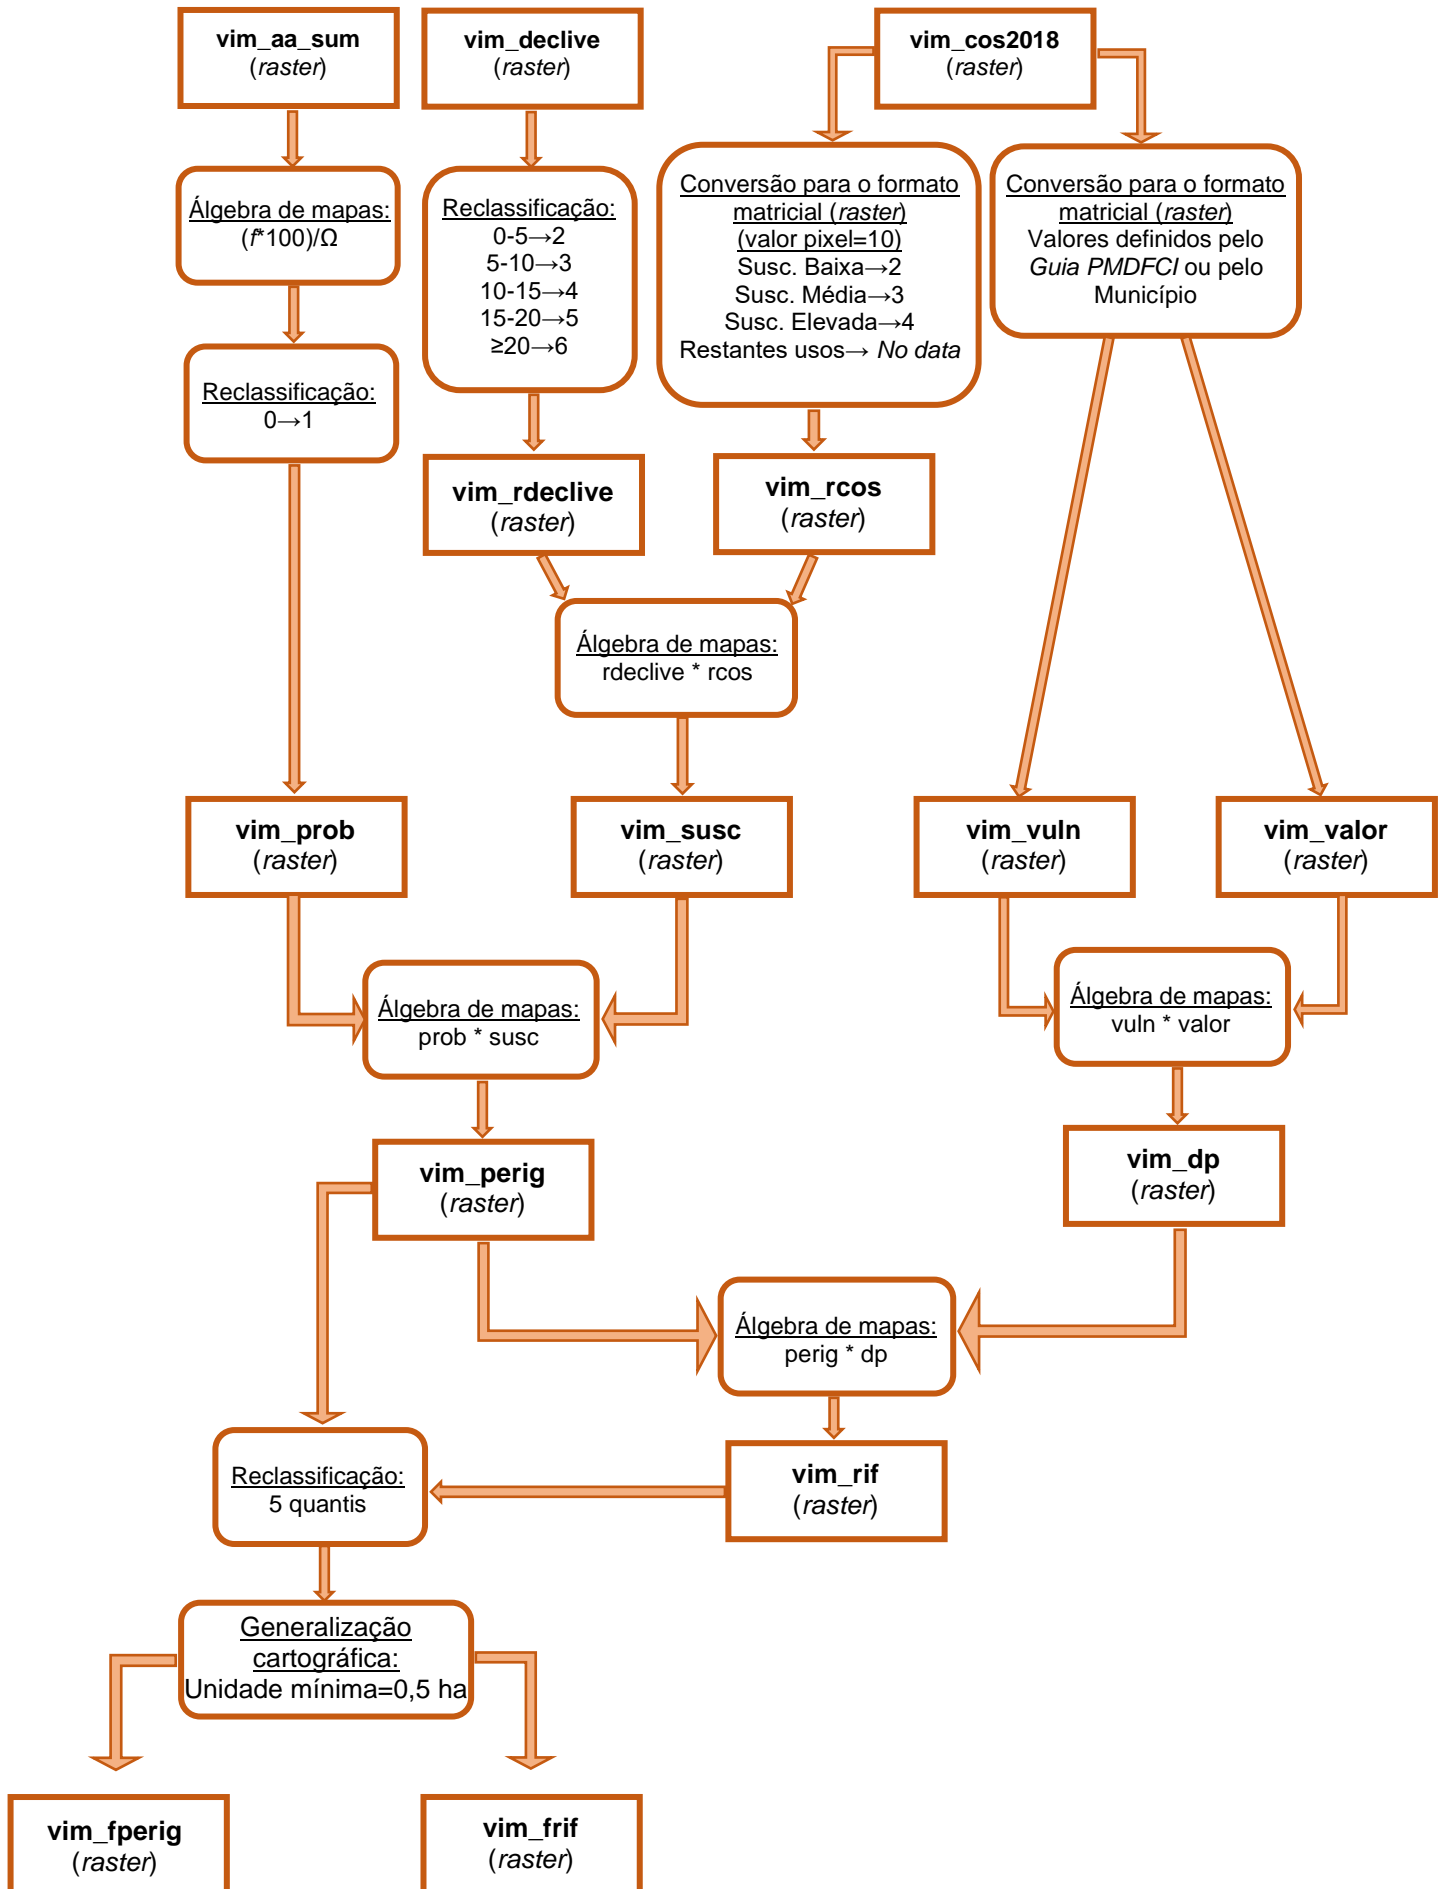 vim_aa_sum
(raster)
vim_declive
(raster)
vim_cos2018
(raster)
Álgebra de mapas:
(f*100)/Ω
Reclassificação:
0-5→2
5-10→3
10-15→4
15-20→5
≥20→6
Conversão para o formato
matricial (raster)
(valor pixel=10)
Susc. Baixa→2
Susc. Média→3
Susc. Elevada→4
Restantes usos→ No data
Conversão para o formato
matricial (raster)
Valores definidos pelo
Guia PMDFCI ou pelo
Município
Reclassificação:
0→1
vim_rdeclive
(raster)
vim_rcos
(raster)
Álgebra de mapas:
rdeclive * rcos
vim_prob
(raster)
vim_susc
(raster)
vim_vuln
(raster)
vim_valor
(raster)
Álgebra de mapas:
prob * susc
Álgebra de mapas:
vuln * valor
vim_perig
(raster)
vim_dp
(raster)
Álgebra de mapas:
perig * dp
Reclassificação:
5 quantis
vim_rif
(raster)
Generalização
cartográfica:
Unidade mínima=0,5 ha
vim_fperig
(raster)
vim_frif
(raster)